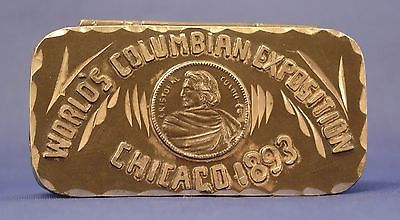 WORLD'S COLUMBIAN EXPOSITION
CHICAGO 1893